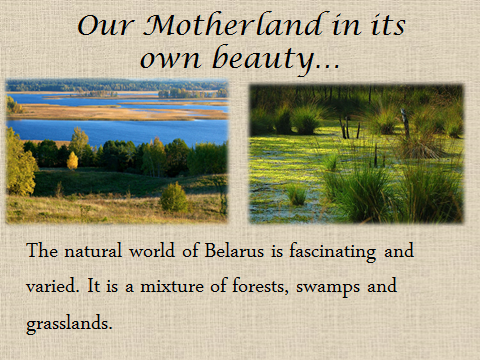 Our Motherland in its
own beauty...
The natural world of Belarus is fascinating and
varied. It is a mixture of forests, swamps and
grasslands.